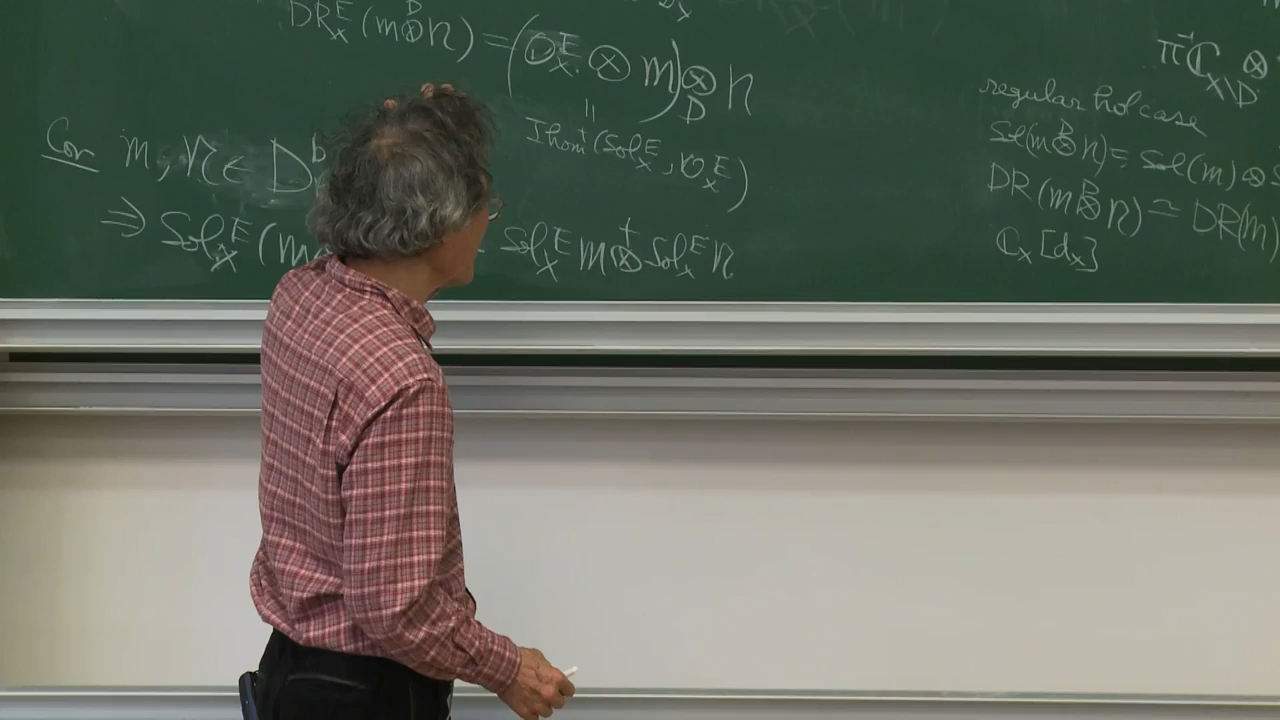 DR_X^E (m ⊗^D n) = (O_X^E ⊗ m) ⊗_D n
||
Ihom^+ (Sol_X^E , O_X^E)
Cor m, n ∈ D^b
⇒ Sol_X^E (m Sol_X^E m ⊗^+ Sol_X^E n
π^{-1} ℂ_{X\D} ⊗
regular hol case
Sol(m ⊗^D n) = Sol(m) ⊗
DR(m ⊗^D n) ≃ DR(m)
ℂ_X [d_X]